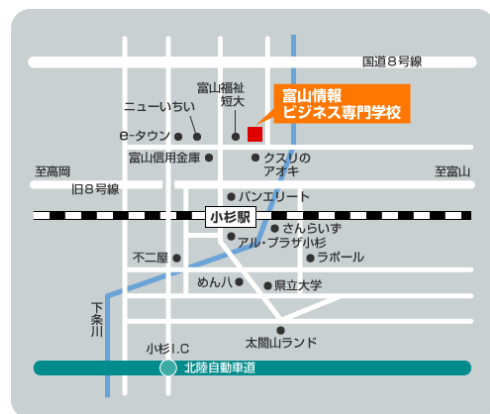 国道8号線
富山福祉
短大
富山情報
ビジネス専門学校
ニューいちい
e-タウン
富山信用金庫
クスリの
アオキ
至高岡
至富山
旧8号線
バンエリート
小杉駅
さんらいず
アル・プラザ小杉
不二屋
ラポール
めん八
県立大学
下条川
太閤山ランド
小杉I.C
北陸自動車道